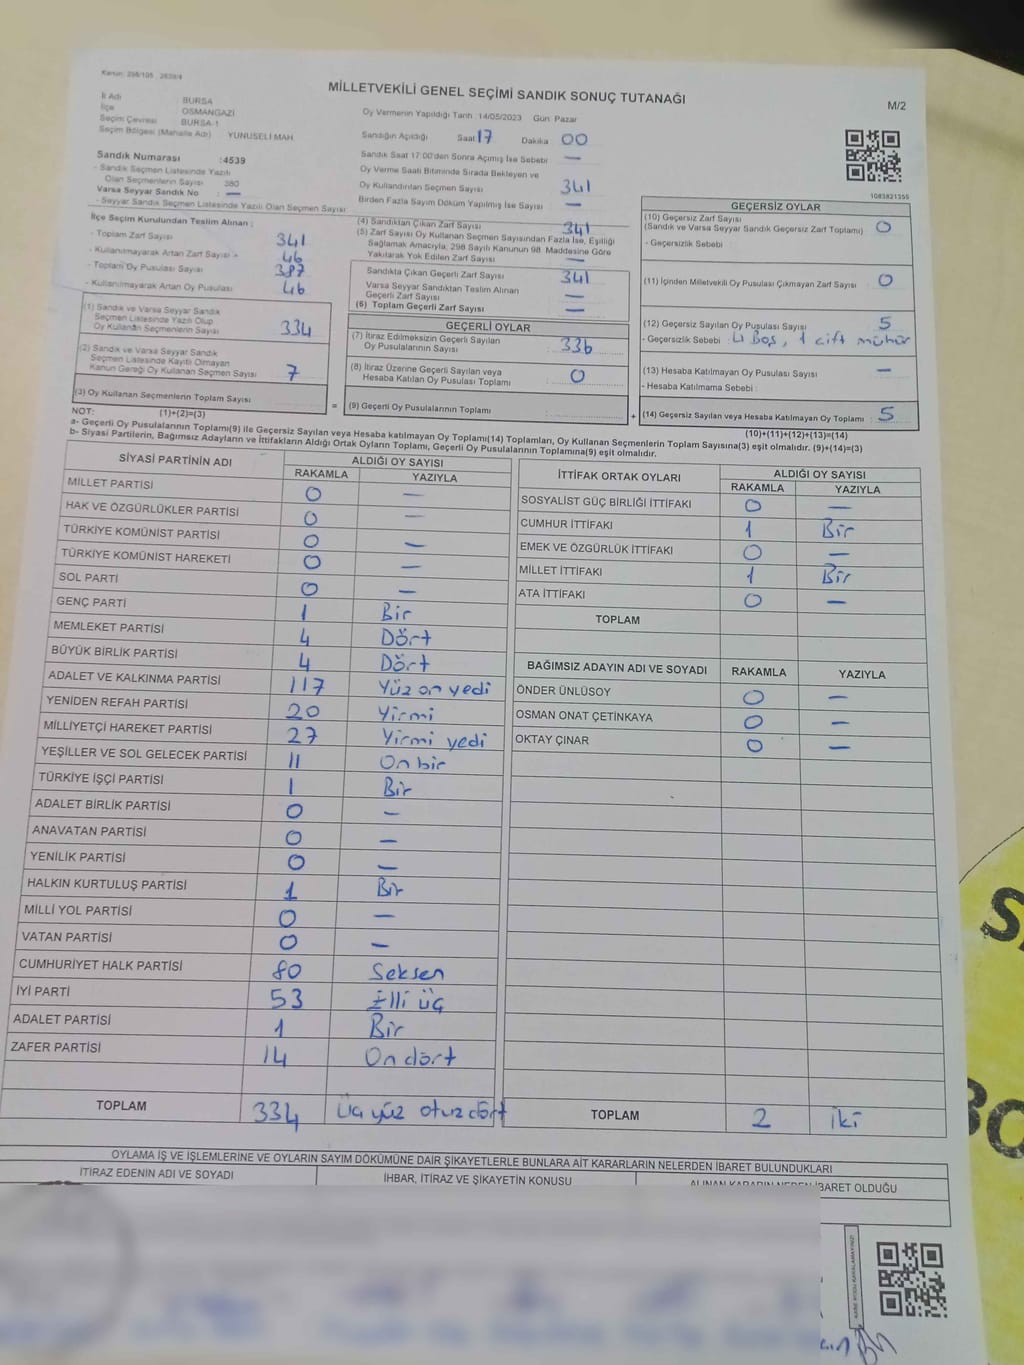 Kanun: 298/105 , 2839/4
MİLLETVEKİLİ GENEL SEÇİMİ SANDIK SONUÇ TUTANAĞI
M/2
İl Adı : BURSA
İlçe : OSMANGAZİ
Seçim Çevresi : BURSA-1
Seçim Bölgesi (Mahalle Adı) : YUNUSELİ MAH.
Sandık Numarası :4539
- Sandık Seçmen Listesinde Yazılı
Olan Seçmenlerin Sayısı : 380
Varsa Seyyar Sandık No : —
- Seyyar Sandık Seçmen Listesinde Yazılı Olan Seçmen Sayısı:
İlçe Seçim Kurulundan Teslim Alınan :
- Toplam Zarf Sayısı : 341
- Kullanılmayarak Artan Zarf Sayısı : 46
- Toplam Oy Pusulası Sayısı : 387
- Kullanılmayarak Artan Oy Pusulası : 46
(1) Sandık ve Varsa Seyyar Sandık
Seçmen Listesinde Yazılı Olup
Oy Kullanan Seçmenlerin Sayısı : 334
(2) Sandık ve Varsa Seyyar Sandık
Seçmen Listesinde Kayıtlı Olmayan
Kanun Gereği Oy Kullanan Seçmen Sayısı : 7
(3) Oy Kullanan Seçmenlerin Toplam Sayısı :
Oy Vermenin Yapıldığı Tarih :14/05/2023 Gün: Pazar
Sandığın Açıldığı Saat 17 Dakika 00
Sandık Saat 17:00'den Sonra Açılmış İse Sebebi : —
Oy Verme Saati Bitiminde Sırada Bekleyen ve
Oy Kullandırılan Seçmen Sayısı : 341
Birden Fazla Sayım Döküm Yapılmış İse Sayısı : —
(4) Sandıktan Çıkan Zarf Sayısı : 341
(5) Zarf Sayısı Oy Kullanan Seçmen Sayısından Fazla İse, Eşitliği
Sağlamak Amacıyla, 298 Sayılı Kanunun 98. Maddesine Göre
Yakılarak Yok Edilen Zarf Sayısı : —
Sandıkta Çıkan Geçerli Zarf Sayısı : 341
Varsa Seyyar Sandıktan Teslim Alınan
Geçerli Zarf Sayısı : —
(6) Toplam Geçerli Zarf Sayısı : —
GEÇERLİ OYLAR
(7) İtiraz Edilmeksizin Geçerli Sayılan
Oy Pusulalarının Sayısı : 336
(8) İtiraz Üzerine Geçerli Sayılan veya
Hesaba Katılan Oy Pusulası Toplamı : 0
= (9) Geçerli Oy Pusulalarının Toplamı :
1083821355
GEÇERSİZ OYLAR
(10) Geçersiz Zarf Sayısı : 0
(Sandık ve Varsa Seyyar Sandık Geçersiz Zarf Toplamı)
- Geçersizlik Sebebi :
(11) İçinden Milletvekili Oy Pusulası Çıkmayan Zarf Sayısı : 0
(12) Geçersiz Sayılan Oy Pusulası Sayısı : 5
- Geçersizlik Sebebi : 4 Boş, 1 çift mühür
(13) Hesaba Katılmayan Oy Pusulası Sayısı : —
- Hesaba Katılmama Sebebi :
+ (14) Geçersiz Sayılan veya Hesaba Katılmayan Oy Toplamı : 5
NOT: (1)+(2)=(3)
(10)+(11)+(12)+(13)=(14)
a- Geçerli Oy Pusulalarının Toplamı(9) ile Geçersiz Sayılan veya Hesaba katılmayan Oy Toplamı(14) Toplamları, Oy Kullanan Seçmenlerin Toplam Sayısına(3) eşit olmalıdır. (9)+(14)=(3)
b- Siyasi Partilerin, Bağımsız Adayların ve İttifakların Aldığı Ortak Oyların Toplamı, Geçerli Oy Pusulalarının Toplamına(9) eşit olmalıdır.
SİYASİ PARTİNİN ADI ALDIĞI OY SAYISI
RAKAMLA YAZIYLA
MİLLET PARTİSİ 0 —
HAK VE ÖZGÜRLÜKLER PARTİSİ 0 —
TÜRKİYE KOMÜNİST PARTİSİ 0 —
TÜRKİYE KOMÜNİST HAREKETİ 0 —
SOL PARTİ 0 —
GENÇ PARTİ 1 Bir
MEMLEKET PARTİSİ 4 Dört
BÜYÜK BİRLİK PARTİSİ 4 Dört
ADALET VE KALKINMA PARTİSİ 117 Yüz on yedi
YENİDEN REFAH PARTİSİ 20 Yirmi
MİLLİYETÇİ HAREKET PARTİSİ 27 Yirmi yedi
YEŞİLLER VE SOL GELECEK PARTİSİ 11 On bir
TÜRKİYE İŞÇİ PARTİSİ 1 Bir
ADALET BİRLİK PARTİSİ 0 —
ANAVATAN PARTİSİ 0 —
YENİLİK PARTİSİ 0 —
HALKIN KURTULUŞ PARTİSİ 1 Bir
MİLLİ YOL PARTİSİ 0 —
VATAN PARTİSİ 0 —
CUMHURİYET HALK PARTİSİ 80 Seksen
İYİ PARTİ 53 Elli üç
ADALET PARTİSİ 1 Bir
ZAFER PARTİSİ 14 On dört
TOPLAM 334 Üç yüz otuz dört
İTTİFAK ORTAK OYLARI ALDIĞI OY SAYISI
RAKAMLA YAZIYLA
SOSYALİST GÜÇ BİRLİĞİ İTTİFAKI 0 —
CUMHUR İTTİFAKI 1 Bir
EMEK VE ÖZGÜRLÜK İTTİFAKI 0 —
MİLLET İTTİFAKI 1 Bir
ATA İTTİFAKI 0 —
TOPLAM
BAĞIMSIZ ADAYIN ADI VE SOYADI RAKAMLA YAZIYLA
ÖNDER ÜNLÜSOY 0 —
OSMAN ONAT ÇETİNKAYA 0 —
OKTAY ÇINAR 0 —
TOPLAM 2 İki
OYLAMA İŞ VE İŞLEMLERİNE VE OYLARIN SAYIM DÖKÜMÜNE DAİR ŞİKAYETLERLE BUNLARA AİT KARARLARIN NELERDEN İBARET BULUNDUKLARI
İTİRAZ EDENİN ADI VE SOYADI İHBAR, İTİRAZ VE ŞİKAYETİN KONUSU ALINAN KARARIN NEDEN İBARET OLDUĞU